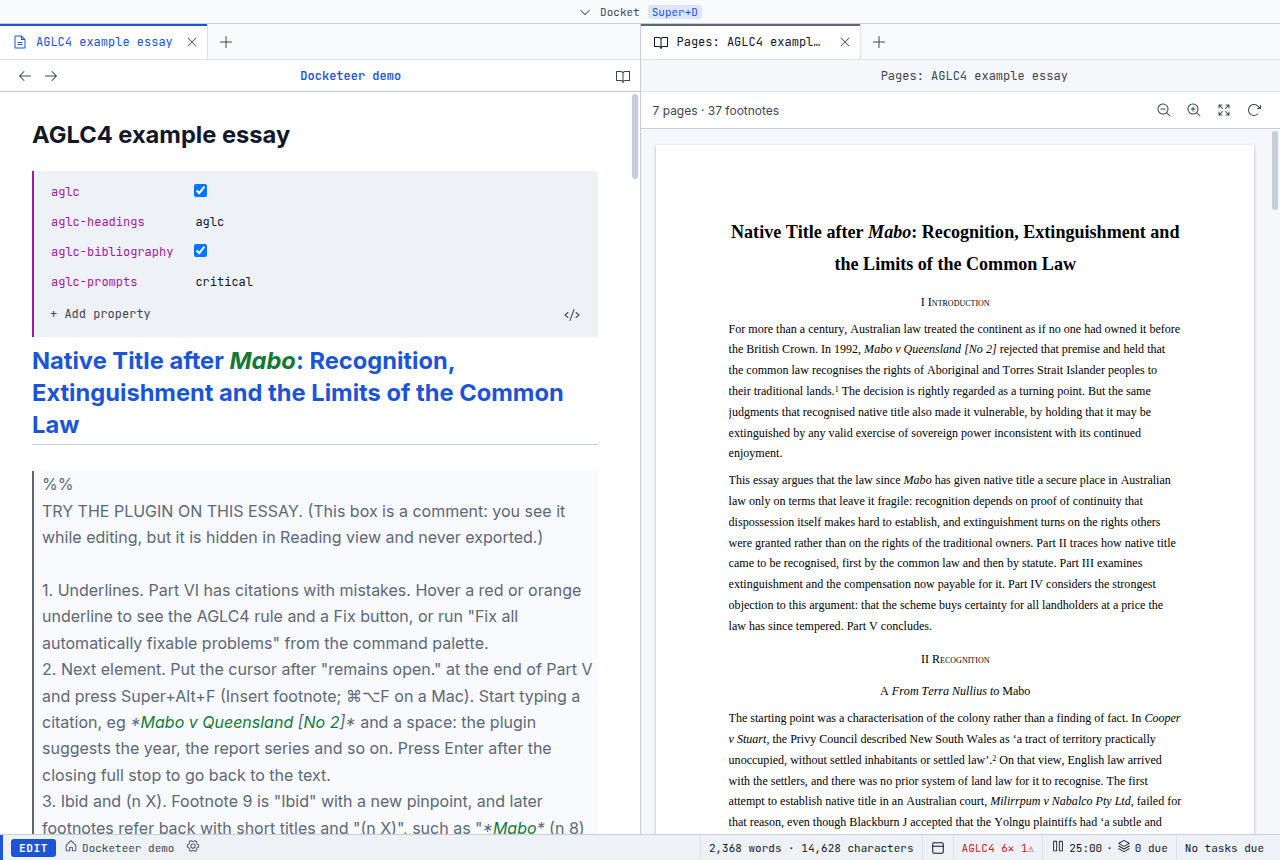 Docket Super+D
AGLC4 example essay
Pages: AGLC4 exampl…
Docketeer demo
Pages: AGLC4 example essay
7 pages · 37 footnotes
AGLC4 example essay
aglc
aglc-headings aglc
aglc-bibliography
aglc-prompts critical
+ Add property
Native Title after Mabo: Recognition,
Extinguishment and the Limits of the Common
Law
%%
TRY THE PLUGIN ON THIS ESSAY. (This box is a comment: you see it
while editing, but it is hidden in Reading view and never exported.)
1. Underlines. Part VI has citations with mistakes. Hover a red or orange
underline to see the AGLC4 rule and a Fix button, or run "Fix all
automatically fixable problems" from the command palette.
2. Next element. Put the cursor after "remains open." at the end of Part V
and press Super+Alt+F (Insert footnote; ⌘⌥F on a Mac). Start typing a
citation, eg *Mabo v Queensland [No 2]* and a space: the plugin
suggests the year, the report series and so on. Press Enter after the
closing full stop to go back to the text.
3. Ibid and (n X). Footnote 9 is "Ibid" with a new pinpoint, and later
footnotes refer back with short titles and "(n X)", such as "*Mabo* (n 8)
Native Title after Mabo: Recognition, Extinguishment and
the Limits of the Common Law
I Introduction
For more than a century, Australian law treated the continent as if no one had owned it before
the British Crown. In 1992, Mabo v Queensland [No 2] rejected that premise and held that
the common law recognises the rights of Aboriginal and Torres Strait Islander peoples to
their traditional lands.1 The decision is rightly regarded as a turning point. But the same
judgments that recognised native title also made it vulnerable, by holding that it may be
extinguished by any valid exercise of sovereign power inconsistent with its continued
enjoyment.
This essay argues that the law since Mabo has given native title a secure place in Australian
law only on terms that leave it fragile: recognition depends on proof of continuity that
dispossession itself makes hard to establish, and extinguishment turns on the rights others
were granted rather than on the rights of the traditional owners. Part II traces how native title
came to be recognised, first by the common law and then by statute. Part III examines
extinguishment and the compensation now payable for it. Part IV considers the strongest
objection to this argument: that the scheme buys certainty for all landholders at a price the
law has since tempered. Part V concludes.
II Recognition
A From Terra Nullius to Mabo
The starting point was a characterisation of the colony rather than a finding of fact. In Cooper
v Stuart, the Privy Council described New South Wales as ‘a tract of territory practically
unoccupied, without settled inhabitants or settled law’.2 On that view, English law arrived
with the settlers, and there was no prior system of land law for it to recognise. The first
attempt to establish native title in an Australian court, Milirrpum v Nabalco Pty Ltd, failed for
that reason, even though Blackburn J accepted that the Yolngu plaintiffs had ‘a subtle and
EDIT Docketeer demo
2,368 words · 14,628 characters
AGLC4 6× 1⚠
25:00 · 0 due
No tasks due